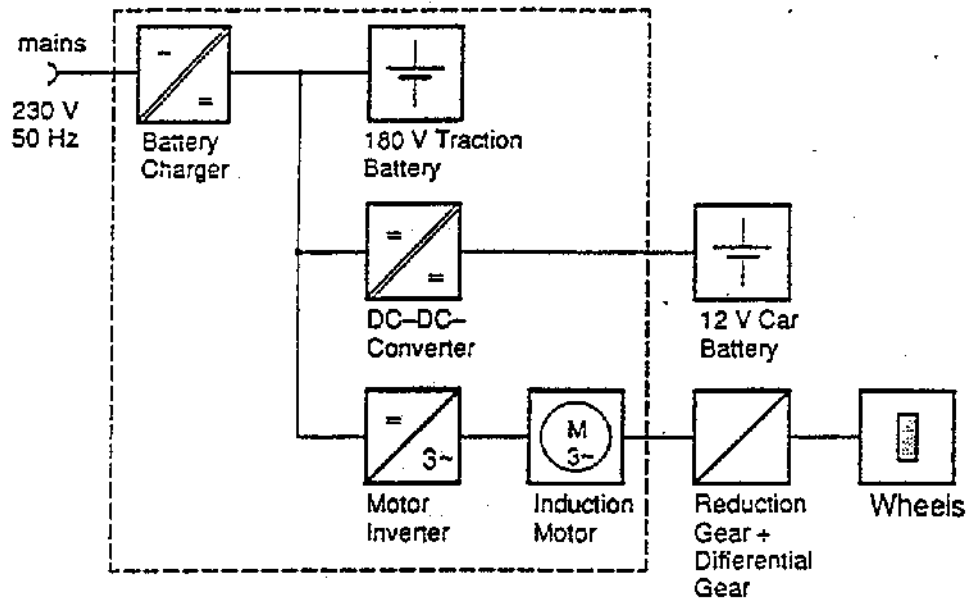 mains
230 V
50 Hz
~
=
Battery
Charger
180 V Traction
Battery
=
=
DC–DC–
Converter
12 V Car
Battery
=
3~
Motor
Inverter
M
3~
Induction
Motor
Reduction
Gear +
Differential
Gear
Wheels